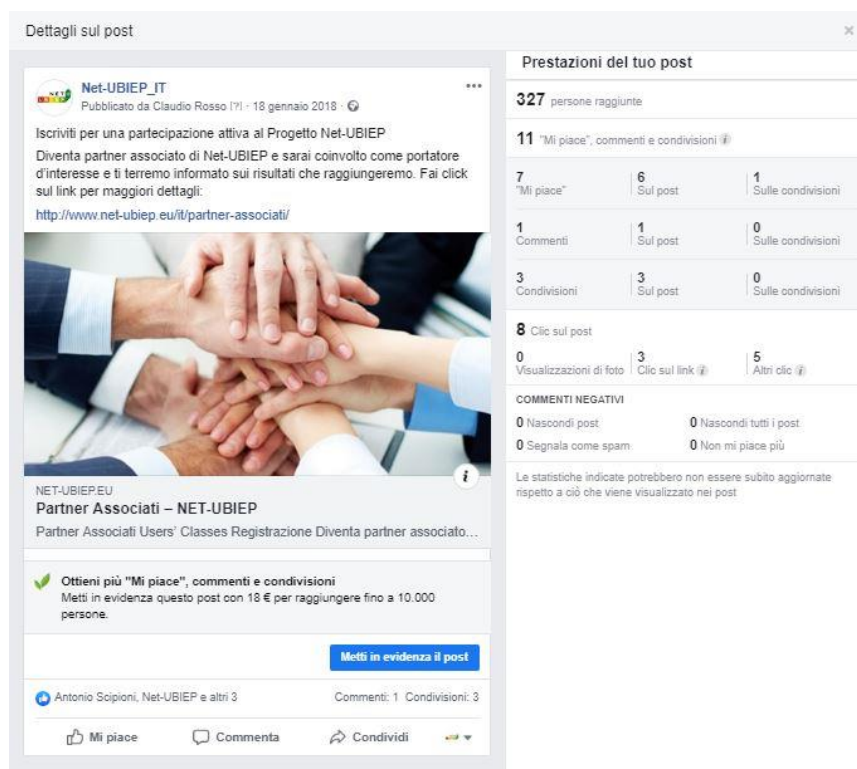 Dettagli sul post
Net-UBIEP_IT
Pubblicato da Claudio Rosso [?] · 18 gennaio 2018 ·
Iscriviti per una partecipazione attiva al Progetto Net-UBIEP
Diventa partner associato di Net-UBIEP e sarai coinvolto come portatore
d'interesse e ti terremo informato sui risultati che raggiungeremo. Fai click
sul link per maggiori dettagli:
http://www.net-ubiep.eu/it/partner-associati/
NET-UBIEP.EU
Partner Associati – NET-UBIEP
Partner Associati Users' Classes Registrazione Diventa partner associato...
Ottieni più "Mi piace", commenti e condivisioni
Metti in evidenza questo post con 18 € per raggiungere fino a 10.000
persone.
Metti in evidenza il post
Antonio Scipioni, Net-UBIEP e altri 3 Commenti: 1 Condivisioni: 3
Mi piace Commenta Condividi
Prestazioni del tuo post
327 persone raggiunte
11 "Mi piace", commenti e condivisioni
7 6 1
"Mi piace" Sul post Sulle condivisioni
1 1 0
Commenti Sul post Sulle condivisioni
3 3 0
Condivisioni Sul post Sulle condivisioni
8 Clic sul post
0 3 5
Visualizzazioni di foto Clic sul link Altri clic
COMMENTI NEGATIVI
0 Nascondi post 0 Nascondi tutti i post
0 Segnala come spam 0 Non mi piace più
Le statistiche indicate potrebbero non essere subito aggiornate
rispetto a ciò che viene visualizzato nei post